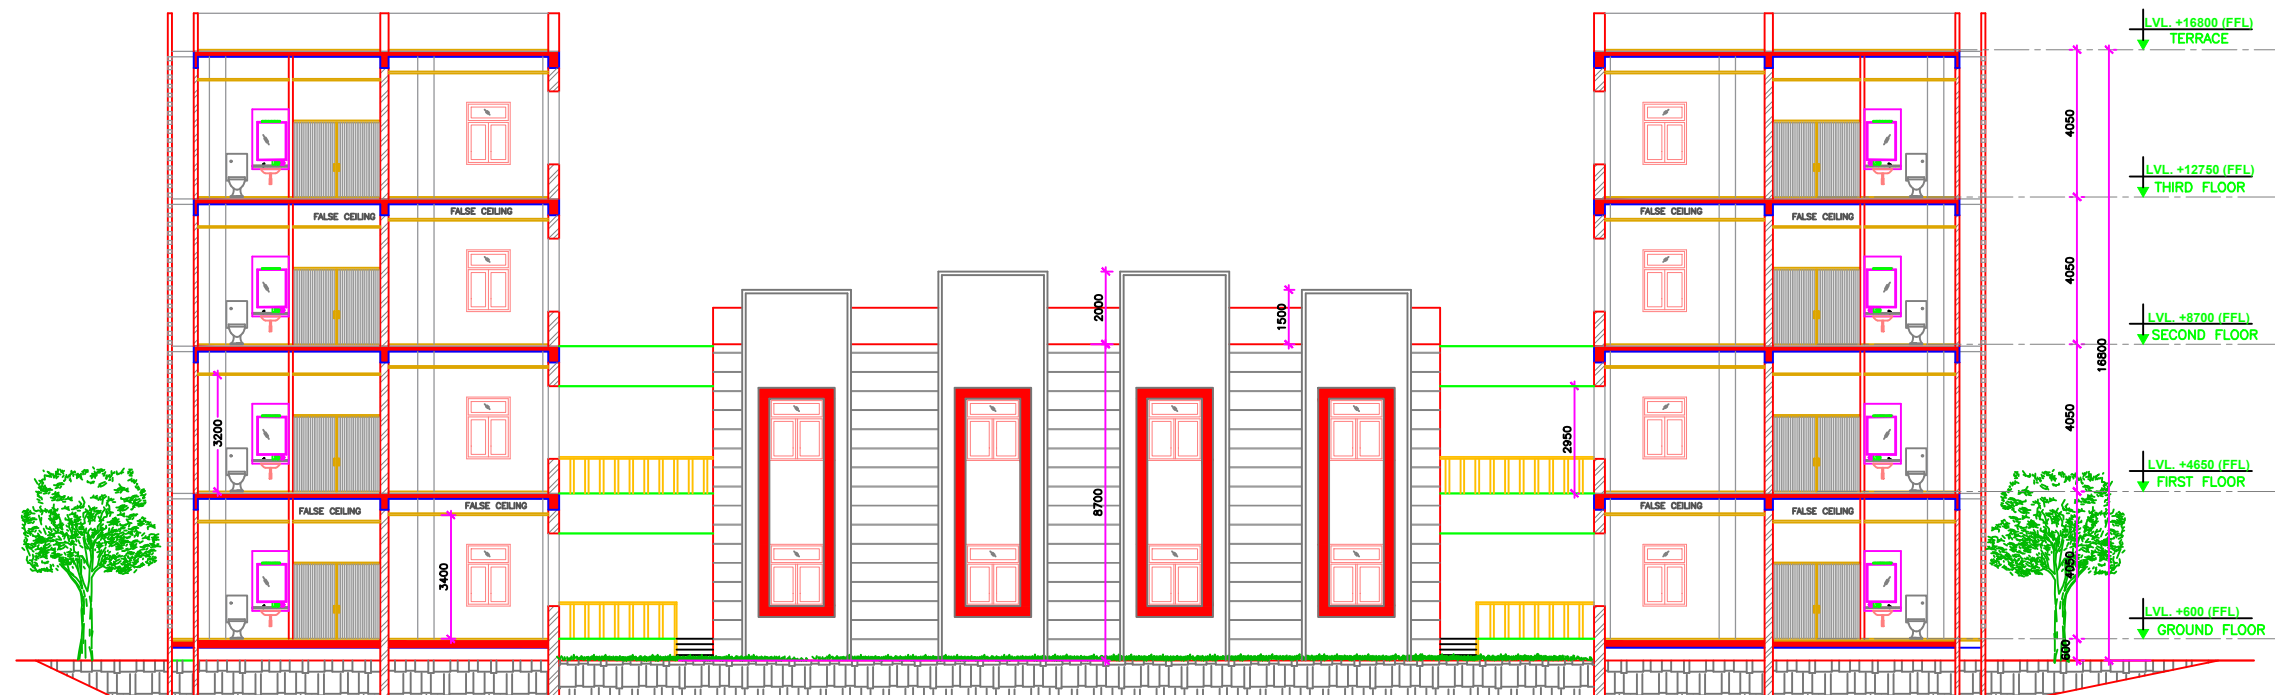 LVL. +16800 (FFL)
TERRACE
4050
LVL. +12750 (FFL)
THIRD FLOOR
FALSE CEILING
FALSE CEILING
FALSE CEILING
FALSE CEILING
4050
2000
1500
LVL. +8700 (FFL)
SECOND FLOOR
16800
3200
2950
4050
LVL. +4650 (FFL)
FIRST FLOOR
FALSE CEILING
FALSE CEILING
FALSE CEILING
FALSE CEILING
8700
3400
4050
LVL. +600 (FFL)
GROUND FLOOR
600